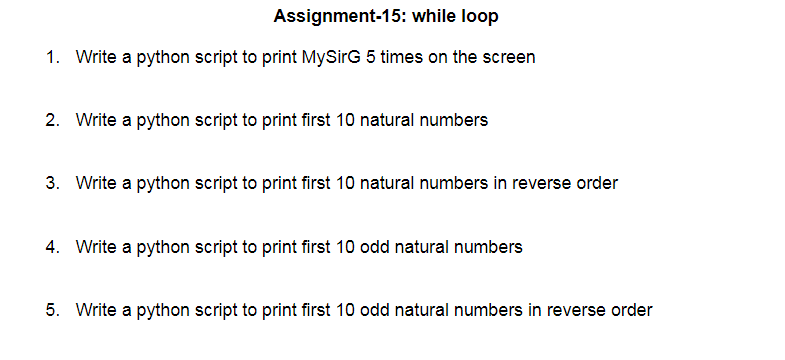 Assignment-15: while loop
1. Write a python script to print MySirG 5 times on the screen
2. Write a python script to print first 10 natural numbers
3. Write a python script to print first 10 natural numbers in reverse order
4. Write a python script to print first 10 odd natural numbers
5. Write a python script to print first 10 odd natural numbers in reverse order